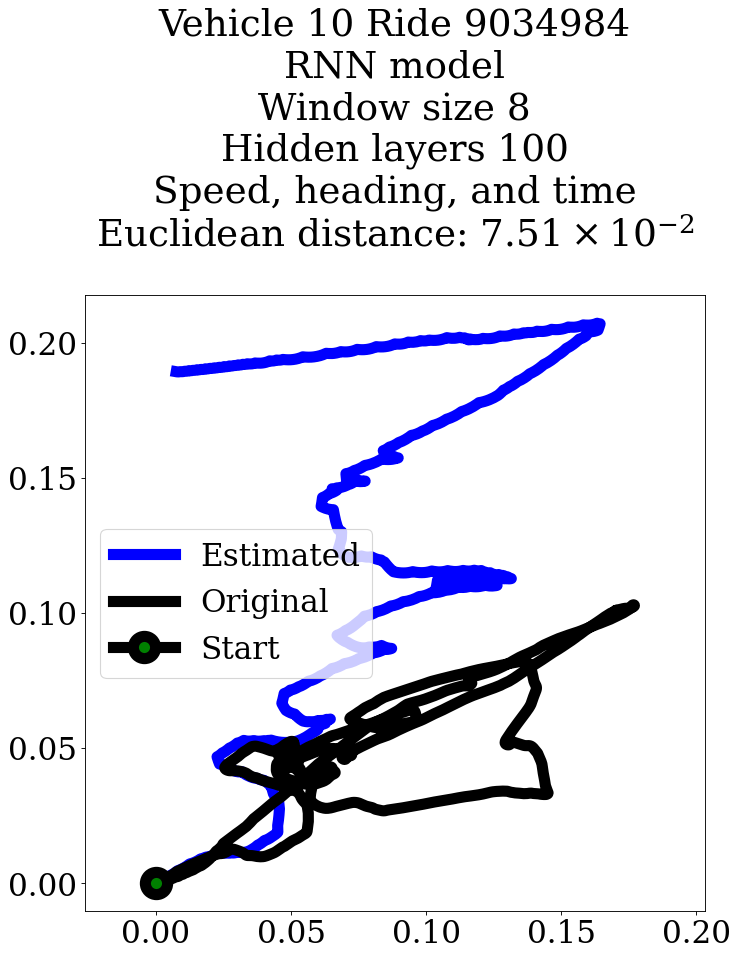 Vehicle 10 Ride 9034984
RNN model
Window size 8
Hidden layers 100
Speed, heading, and time
Euclidean distance: 7.51 × 10⁻²
0.20
0.15
0.10
0.05
0.00
Estimated
Original
Start
0.00 0.05 0.10 0.15 0.20